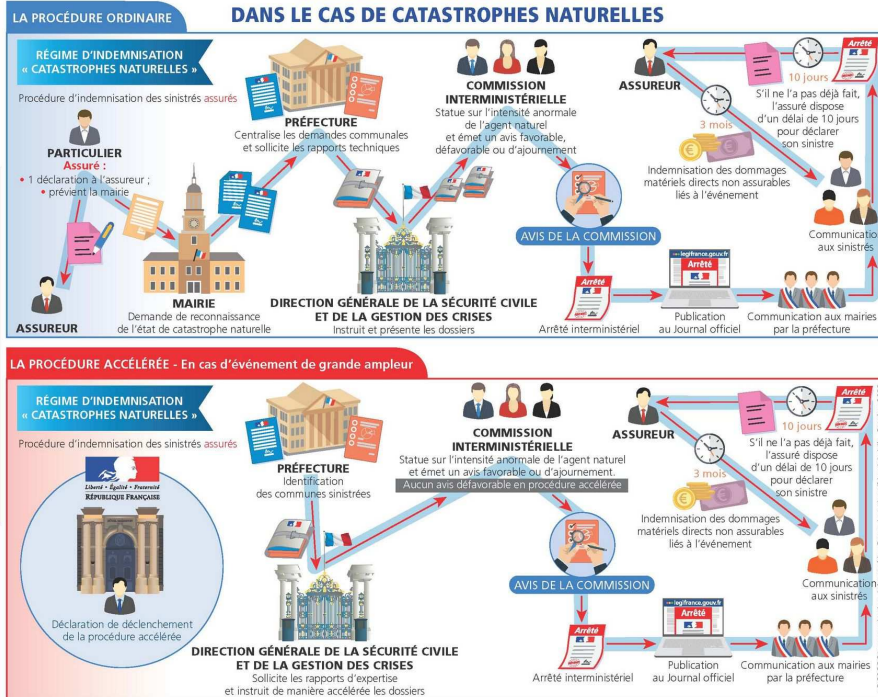 DANS LE CAS DE CATASTROPHES NATURELLES
LA PROCÉDURE ORDINAIRE
RÉGIME D'INDEMNISATION
« CATASTROPHES NATURELLES »
Procédure d'indemnisation des sinistrés assurés
PARTICULIER
Assuré :
• 1 déclaration à l'assureur ;
• prévient la mairie
ASSUREUR
MAIRIE
Demande de reconnaissance
de l'état de catastrophe naturelle
PRÉFECTURE
Centralise les demandes communales
et sollicite les rapports techniques
DIRECTION GÉNÉRALE DE LA SÉCURITÉ CIVILE
ET DE LA GESTION DES CRISES
Instruit et présente les dossiers
COMMISSION
INTERMINISTÉRIELLE
Statue sur l'intensité anormale
de l'agent naturel
et émet un avis favorable,
défavorable ou d'ajournement
AVIS DE LA COMMISSION
Arrêté
Arrêté interministériel
legifrance.gouv.fr
Arrêté
Publication
au Journal officiel
Communication aux mairies
par la préfecture
Arrêté
10 jours
S'il ne l'a pas déjà fait,
l'assuré dispose
d'un délai de 10 jours
pour déclarer
son sinistre
ASSUREUR
3 mois
Indemnisation des dommages
matériels directs non assurables
liés à l'événement
Communication
aux sinistrés
LA PROCÉDURE ACCÉLÉRÉE - En cas d'événement de grande ampleur
RÉGIME D'INDEMNISATION
« CATASTROPHES NATURELLES »
Procédure d'indemnisation des sinistrés assurés
Liberté • Égalité • Fraternité
RÉPUBLIQUE FRANÇAISE
Déclaration de déclenchement
de la procédure accélérée
PRÉFECTURE
Identification
des communes sinistrées
DIRECTION GÉNÉRALE DE LA SÉCURITÉ CIVILE
ET DE LA GESTION DES CRISES
Sollicite les rapports d'expertise
et instruit de manière accélérée les dossiers
COMMISSION
INTERMINISTÉRIELLE
Statue sur l'intensité anormale de l'agent naturel
et émet un avis favorable ou d'ajournement.
Aucun avis défavorable en procédure accélérée
AVIS DE LA COMMISSION
Arrêté
Arrêté interministériel
legifrance.gouv.fr
Arrêté
Publication
au Journal officiel
Communication aux mairies
par la préfecture
Arrêté
10 jours
S'il ne l'a pas déjà fait,
l'assuré dispose
d'un délai de 10 jours
pour déclarer
son sinistre
ASSUREUR
3 mois
Indemnisation des dommages
matériels directs non assurables
liés à l'événement
Communication
aux sinistrés